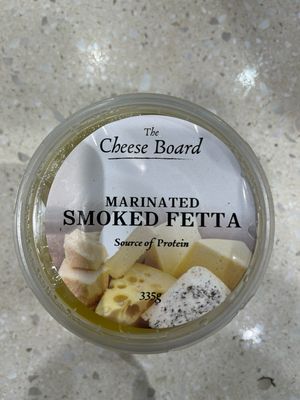 The
Cheese Board
MARINATED
SMOKED FETTA
Source of Protein
335g